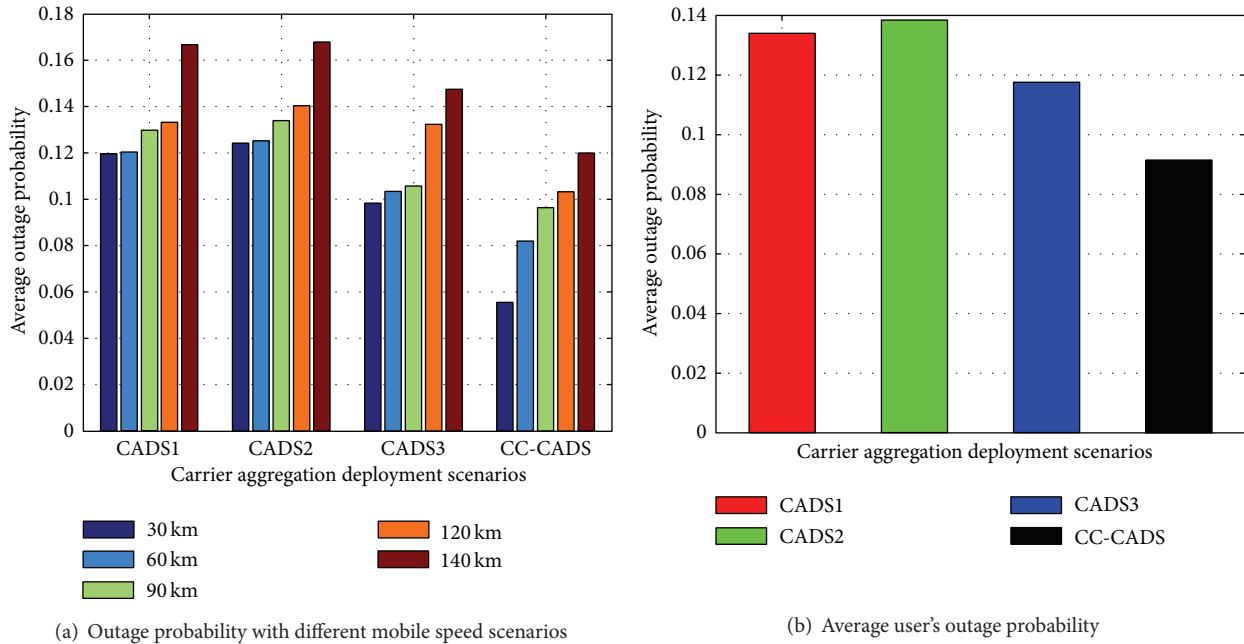 0.18
0.16
0.14
0.12
0.1
0.08
0.06
0.04
0.02
0
Average outage probability
CADS1 CADS2 CADS3 CC-CADS
Carrier aggregation deployment scenarios
30 km
60 km
90 km
120 km
140 km
(a) Outage probability with different mobile speed scenarios
0.14
0.12
0.1
0.08
0.06
0.04
0.02
0
Average outage probability
Carrier aggregation deployment scenarios
CADS1
CADS2
CADS3
CC-CADS
(b) Average user's outage probability